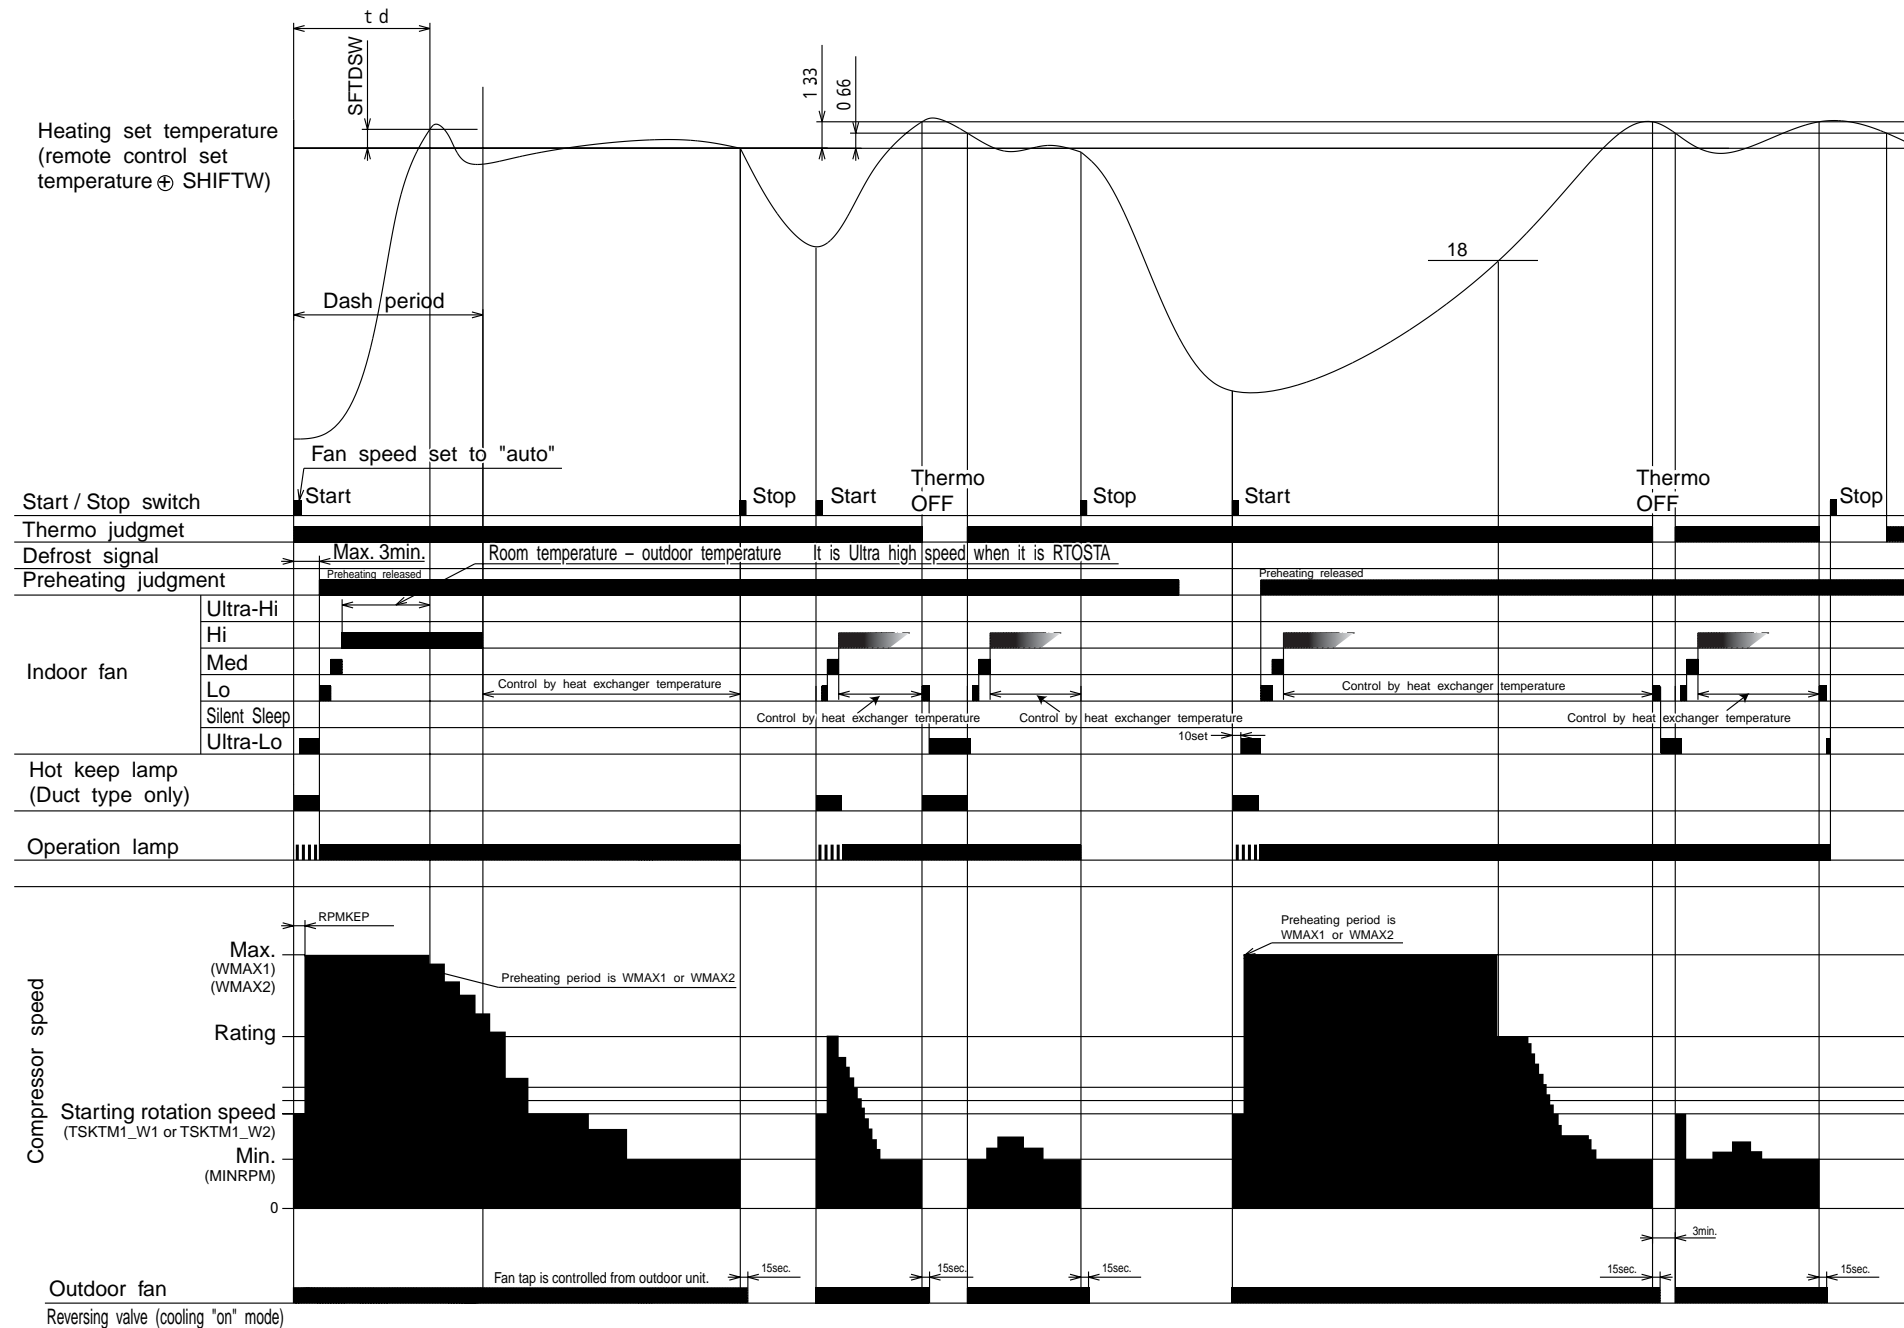 t d
SFTDSW
1 33
0 66
Heating set temperature
(remote control set
temperature ⊕ SHIFTW)
18
Dash period
Fan speed set to "auto"
Start / Stop switch
Start
Stop
Start
Thermo
OFF
Stop
Start
Thermo
OFF
Stop
Thermo judgmet
Defrost signal
Max. 3min.
Room temperature – outdoor temperature It is Ultra high speed when it is RTOSTA
Preheating judgment
Preheating released
Preheating released
Indoor fan
Ultra-Hi
Hi
Med
Lo
Control by heat exchanger temperature
Control by heat exchanger temperature
Silent Sleep
Control by heat exchanger temperature
Control by heat exchanger temperature
Control by heat exchanger temperature
Ultra-Lo
10set
Hot keep lamp
(Duct type only)
Operation lamp
RPMKEP
Preheating period is
WMAX1 or WMAX2
Compressor speed
Max.
(WMAX1)
(WMAX2)
Preheating period is WMAX1 or WMAX2
Rating
Starting rotation speed
(TSKTM1_W1 or TSKTM1_W2)
Min.
(MINRPM)
0
3min.
Outdoor fan
Fan tap is controlled from outdoor unit.
15sec.
15sec.
15sec.
15sec.
15sec.
Reversing valve (cooling "on" mode)